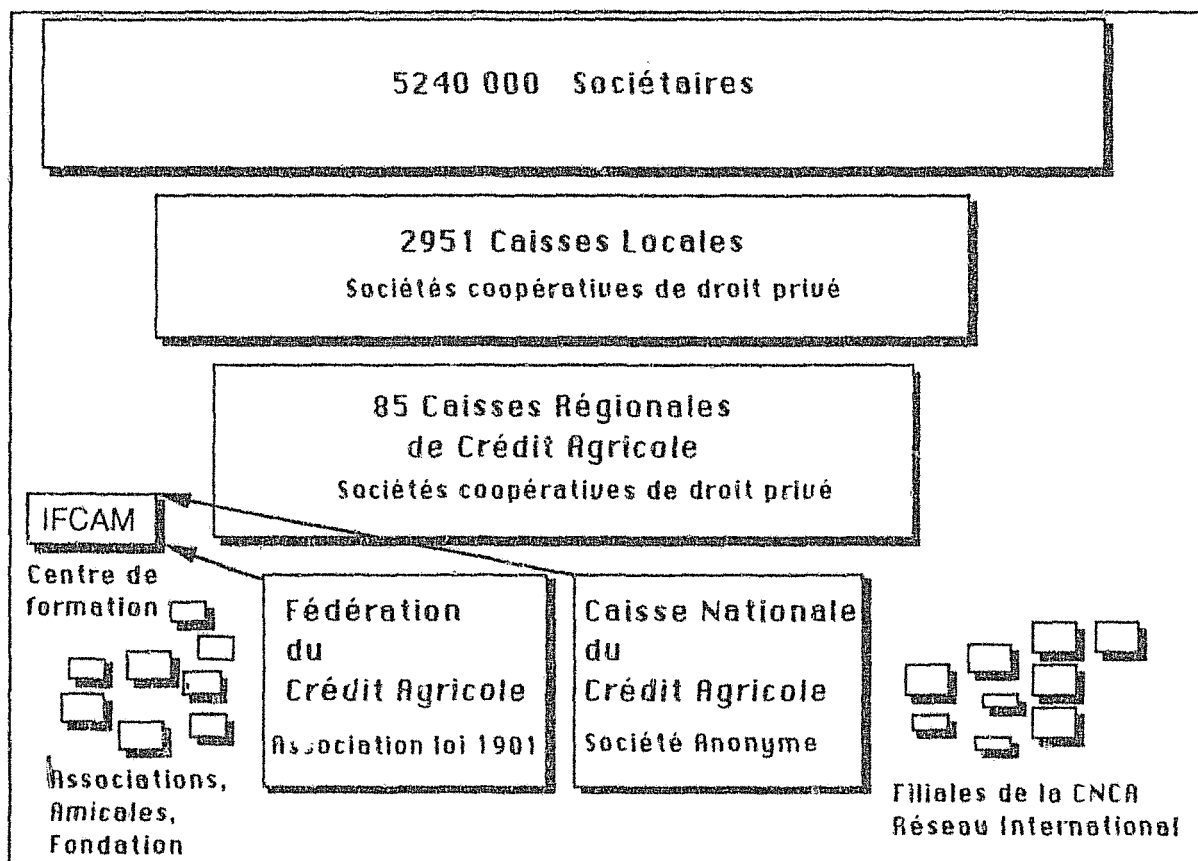 5240 000 Sociétaires
2951 Caisses Locales
Sociétés coopératives de droit privé
85 Caisses Régionales
de Crédit Agricole
Sociétés coopératives de droit privé
IFCAM
Centre de
formation
Fédération
du
Crédit Agricole
Association loi 1901
Caisse Nationale
du
Crédit Agricole
Société Anonyme
Associations,
Amicales,
Fondation
Filiales de la CNCA
Réseau International